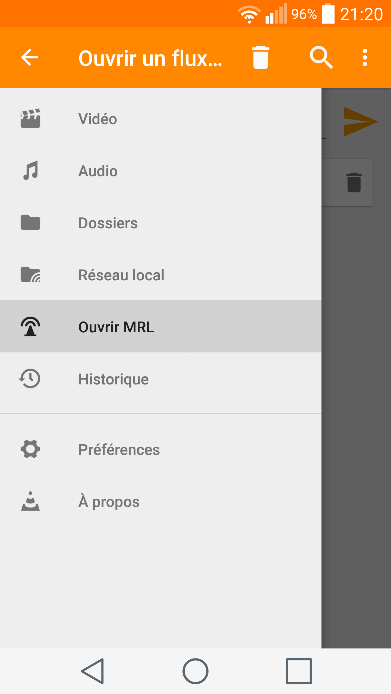 96% 21:20
Ouvrir un flux...
Vidéo
Audio
Dossiers
Réseau local
Ouvrir MRL
Historique
Préférences
À propos